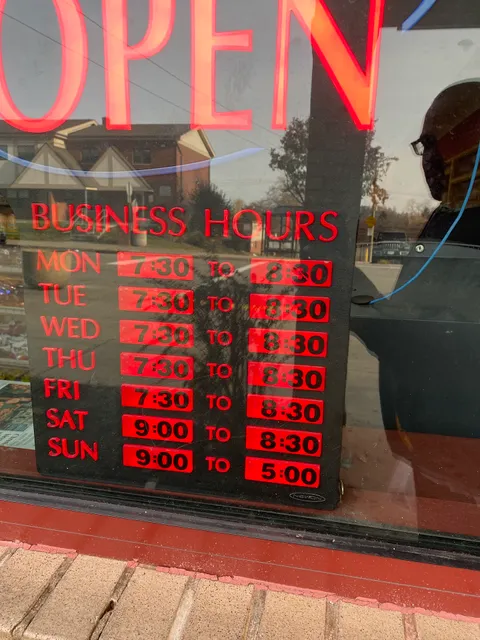 OPEN
BUSINESS HOURS
MON 7:30 TO 8:30
TUE 7:30 TO 8:30
WED 7:30 TO 8:30
THU 7:30 TO 8:30
FRI 7:30 TO 8:30
SAT 9:00 TO 8:30
SUN 9:00 TO 5:00